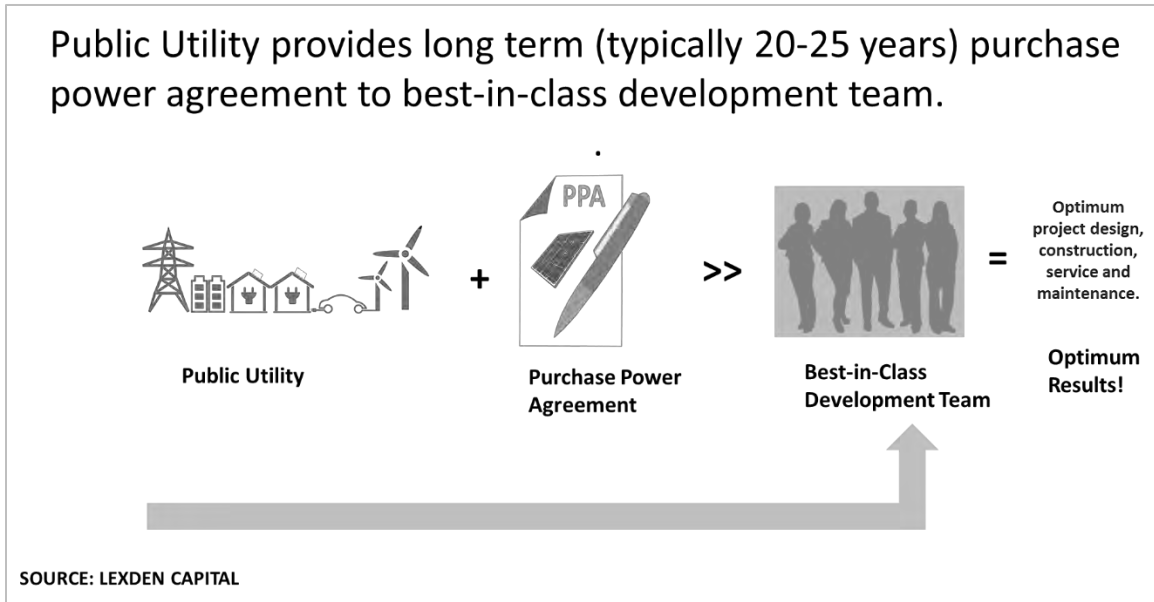 Public Utility provides long term (typically 20-25 years) purchase
power agreement to best-in-class development team.
.
PPA
+
>>
=
Optimum
project design,
construction,
service and
maintenance.
Public Utility
Purchase Power
Agreement
Best-in-Class
Development Team
Optimum
Results!
SOURCE: LEXDEN CAPITAL